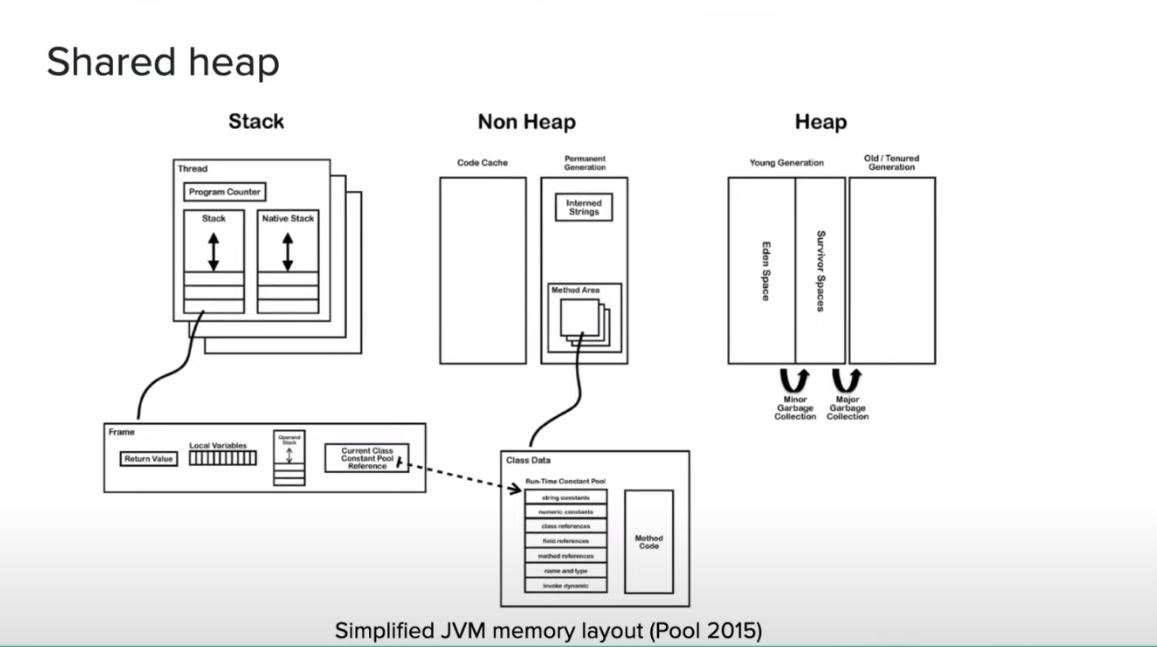 Shared heap
Stack
Non Heap
Heap
Thread
Program Counter
Stack
Native Stack
Code Cache
Permanent
Generation
Interned
Strings
Method Area
Young Generation
Old / Tenured
Generation
Eden Space
Survivor Spaces
Minor
Garbage
Collection
Major
Garbage
Collection
Frame
Return Value
Local Variables
Operand
Stack
Current Class
Constant Pool
Reference
Class Data
Run-Time Constant Pool
string constants
numeric constants
class references
field references
method references
name and type
invoke dynamic
Method
Code
Simplified JVM memory layout (Pool 2015)